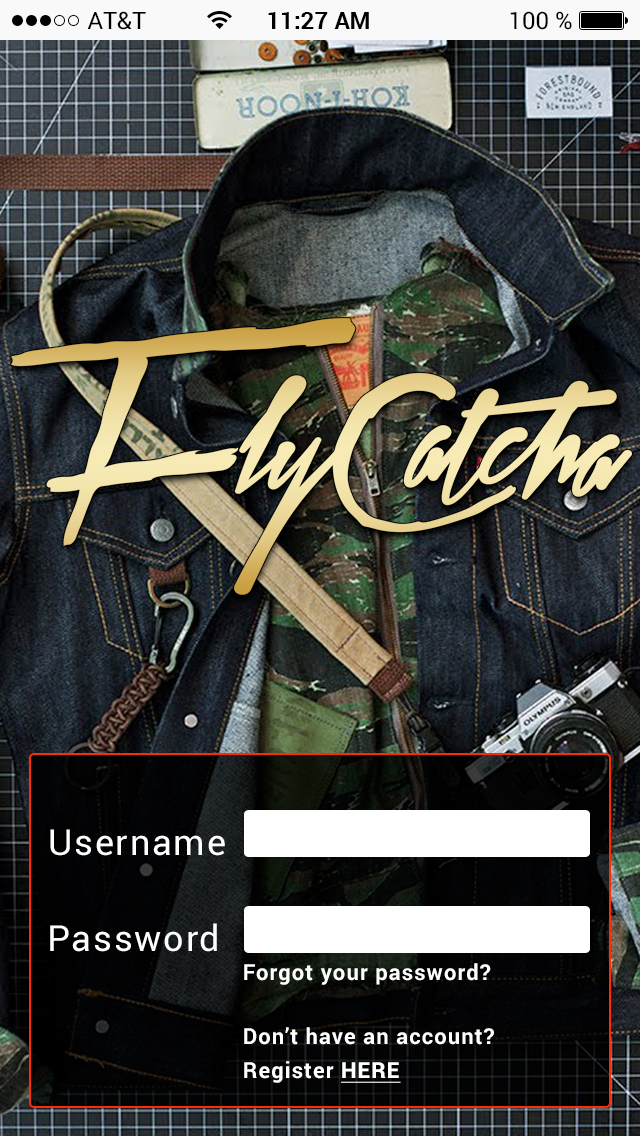 AT&T 11:27 AM 100 %
KOH-I-NOOR
FORESTBOUND
NEW ENGLAND
FlyCatcha
OLYMPUS
Username
Password
Forgot your password?
Don’t have an account?
Register HERE